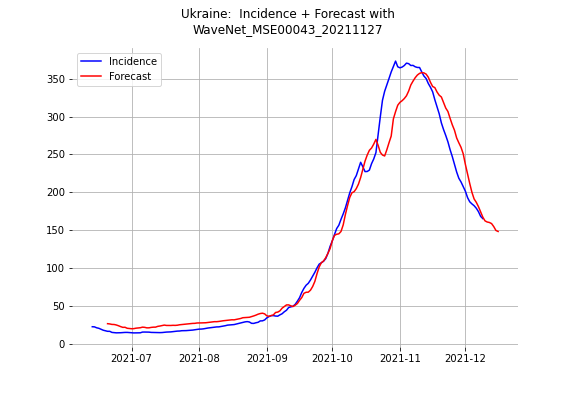 Ukraine:  Incidence + Forecast with
WaveNet_MSE00043_20211127
Incidence
Forecast
350
300
250
200
150
100
50
0
2021-07 2021-08 2021-09 2021-10 2021-11 2021-12